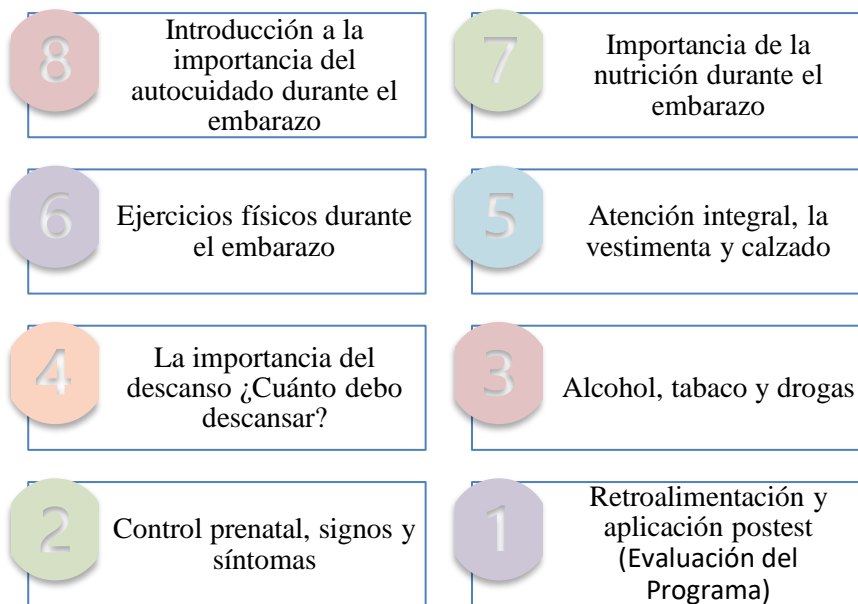 8
Introducción a la
importancia del
autocuidado durante el
embarazo
7
Importancia de la
nutrición durante el
embarazo
6
Ejercicios físicos durante
el embarazo
5
Atención integral, la
vestimenta y calzado
4
La importancia del
descanso ¿Cuánto debo
descansar?
3
Alcohol, tabaco y drogas
2
Control prenatal, signos y
síntomas
1
Retroalimentación y
aplicación postest
(Evaluación del
Programa)